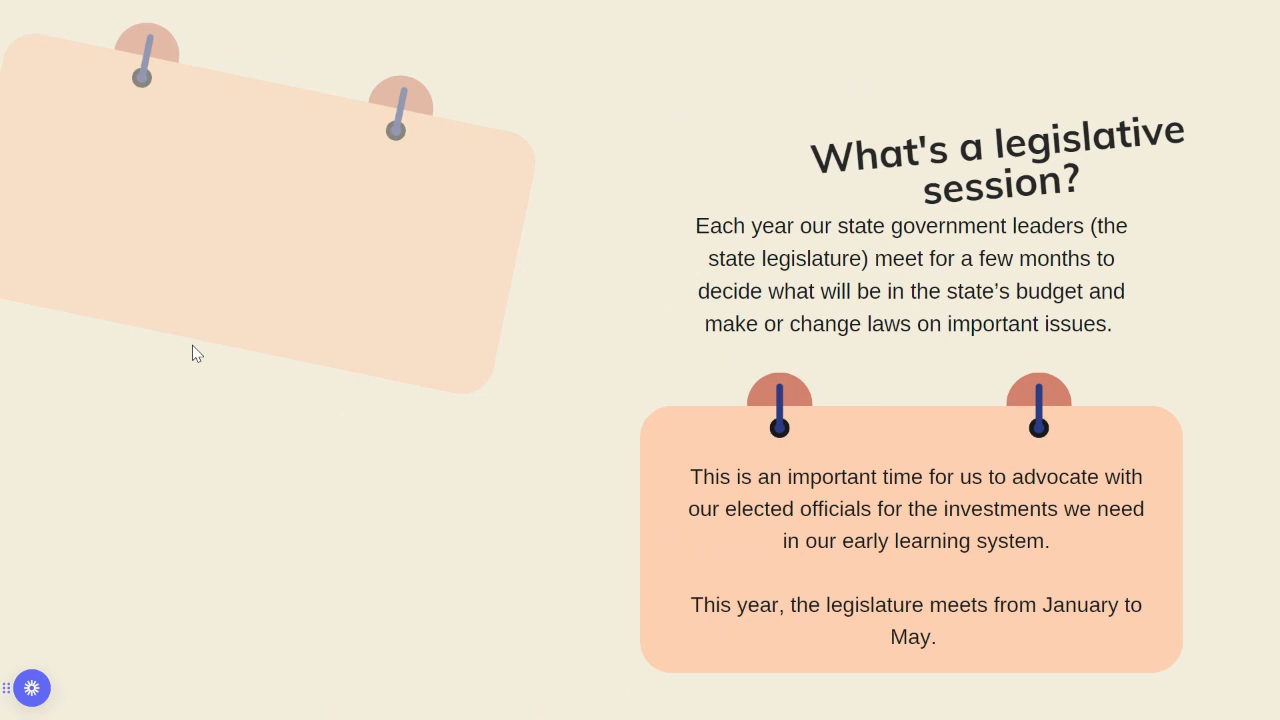 What's a legislative
session?
Each year our state government leaders (the
state legislature) meet for a few months to
decide what will be in the state’s budget and
make or change laws on important issues.
This is an important time for us to advocate with
our elected officials for the investments we need
in our early learning system.
This year, the legislature meets from January to
May.